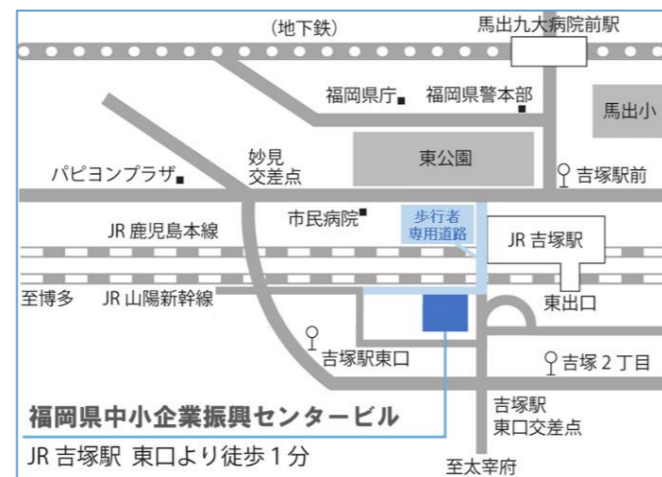 （地下鉄）
馬出九大病院前駅
福岡県庁
福岡県警本部
馬出小
東公園
パピヨンプラザ
妙見
交差点
吉塚駅前
市民病院
歩行者
専用道路
JR 鹿児島本線
JR 吉塚駅
至博多
JR 山陽新幹線
東出口
吉塚駅東口
吉塚２丁目
福岡県中小企業振興センタービル
吉塚駅
東口交差点
JR 吉塚駅 東口より徒歩１分
至太宰府